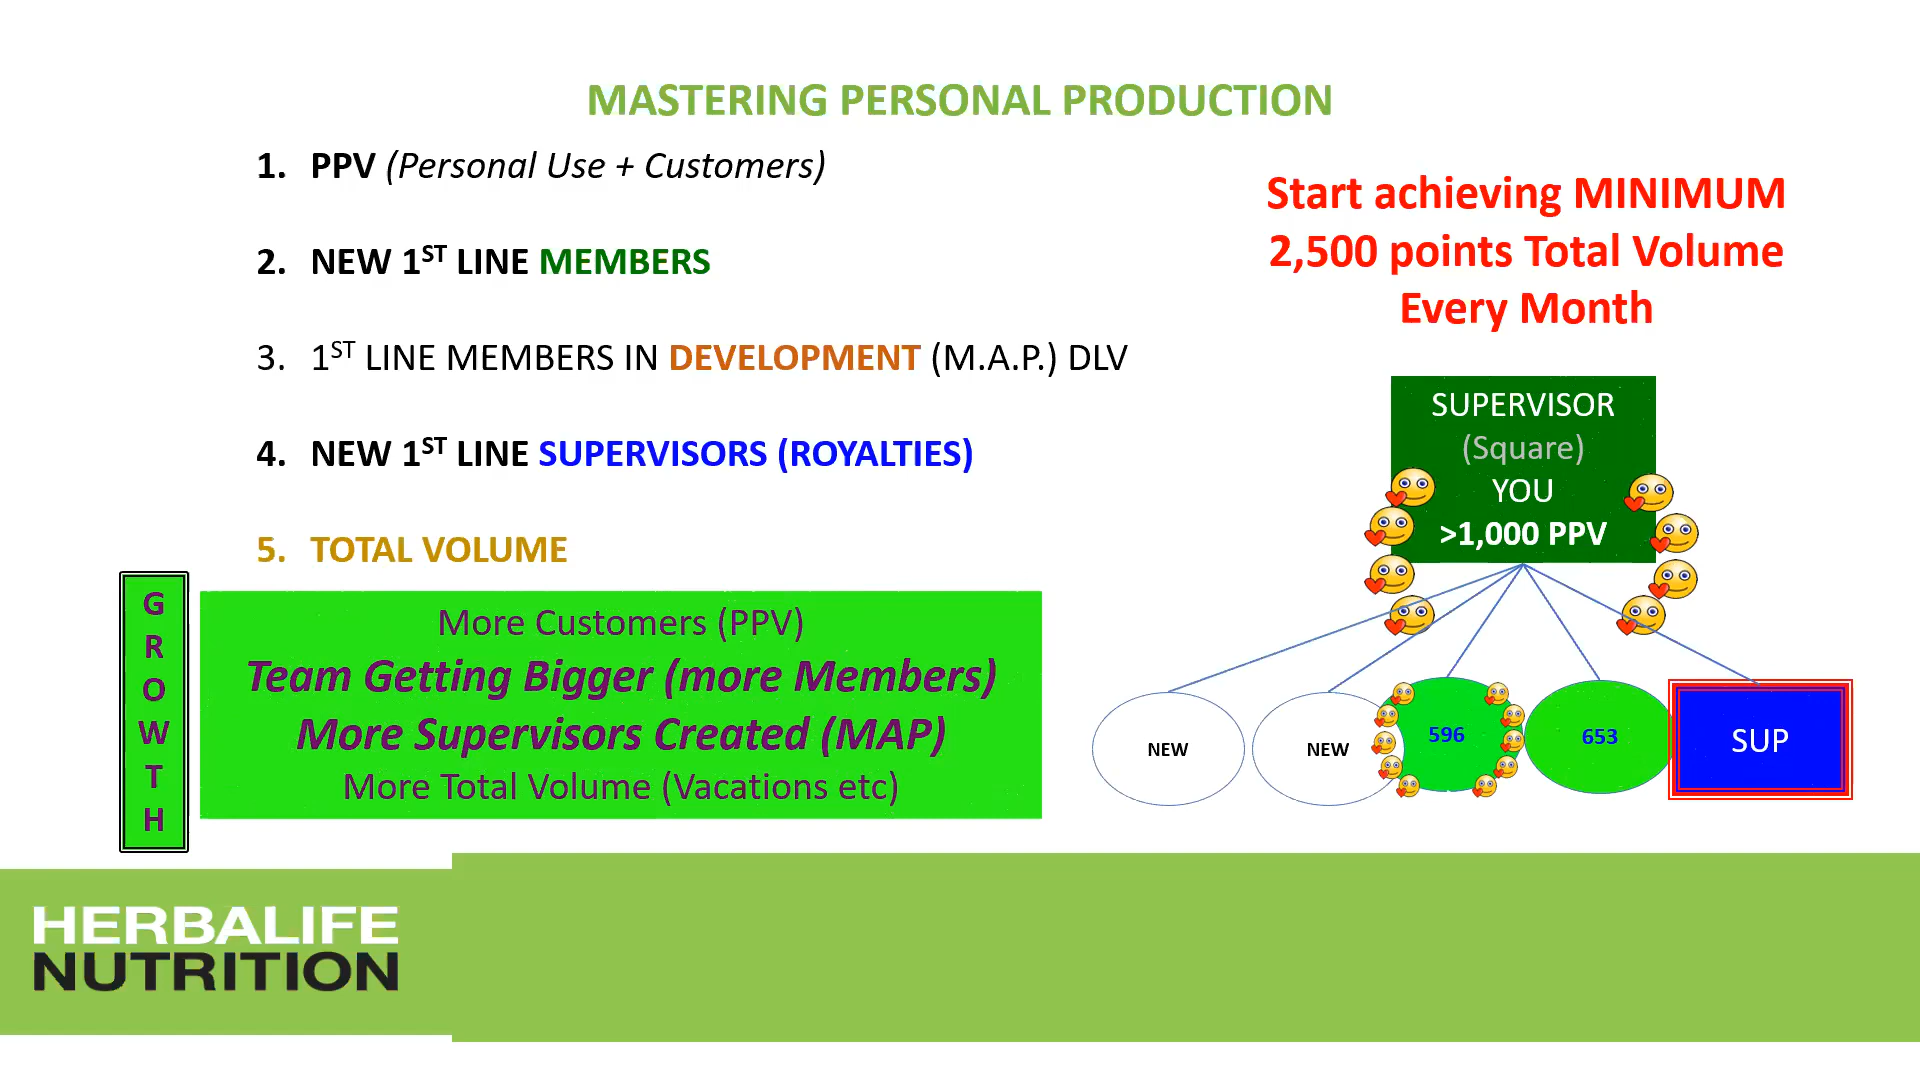 MASTERING PERSONAL PRODUCTION
1. PPV (Personal Use + Customers)
2. NEW 1ST LINE MEMBERS
3. 1ST LINE MEMBERS IN DEVELOPMENT (M.A.P.) DLV
4. NEW 1ST LINE SUPERVISORS (ROYALTIES)
5. TOTAL VOLUME
Start achieving MINIMUM
2,500 points Total Volume
Every Month
SUPERVISOR
(Square)
YOU
>1,000 PPV
NEW
NEW
596
653
SUP
GROWTH
More Customers (PPV)
Team Getting Bigger (more Members)
More Supervisors Created (MAP)
More Total Volume (Vacations etc)
HERBALIFE
NUTRITION